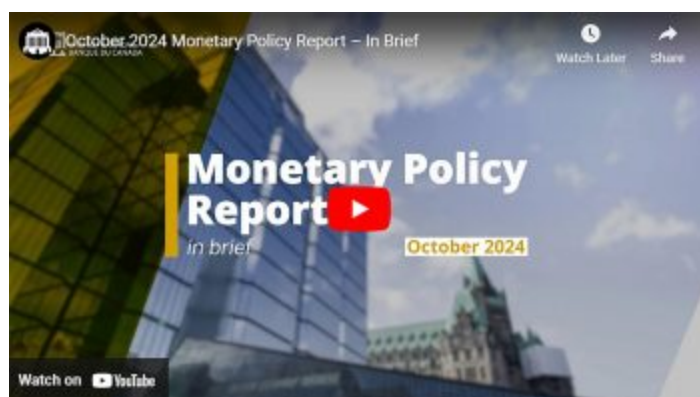 October 2024 Monetary Policy Report – In Brief
BANQUE DU CANADA
Watch Later
Share
Monetary Policy
Report
in brief
October 2024
Watch on YouTube